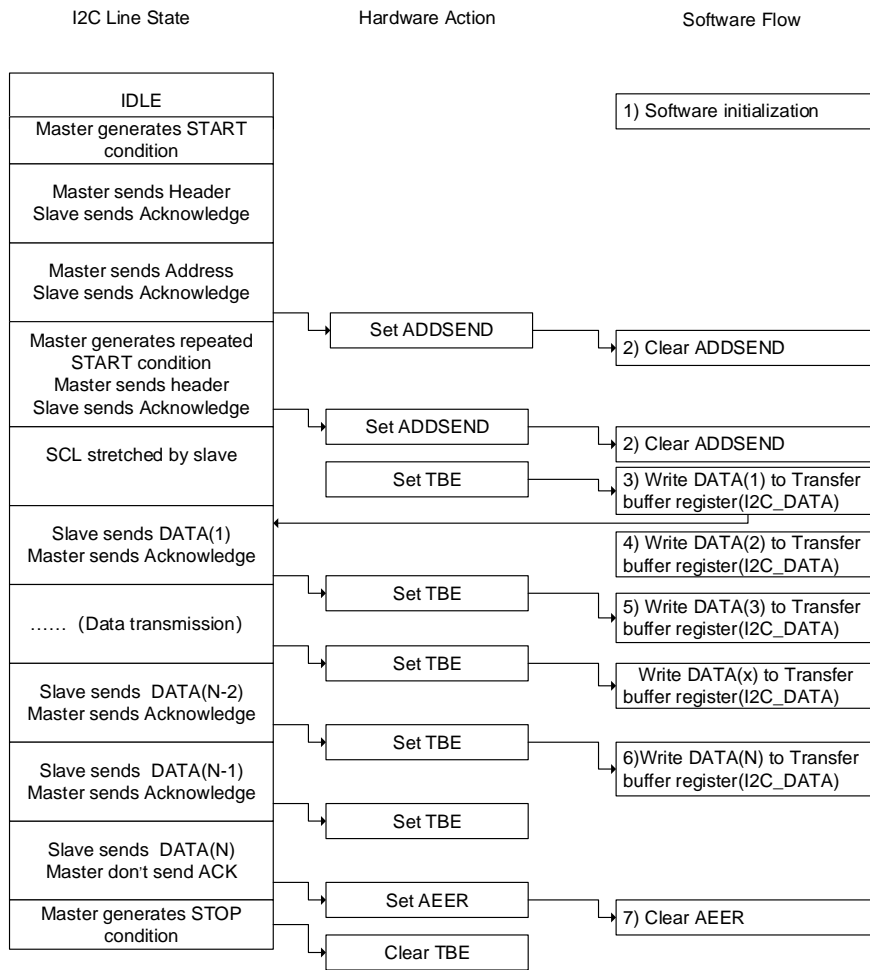 I2C Line State
Hardware Action
Software Flow
IDLE
1) Software initialization
Master generates START
condition
Master sends Header
Slave sends Acknowledge
Master sends Address
Slave sends Acknowledge
Set ADDSEND
2) Clear ADDSEND
Master generates repeated
START condition
Master sends header
Slave sends Acknowledge
Set ADDSEND
2) Clear ADDSEND
SCL stretched by slave
Set TBE
3) Write DATA(1) to Transfer
buffer register(I2C_DATA)
Slave sends DATA(1)
Master sends Acknowledge
4) Write DATA(2) to Transfer
buffer register(I2C_DATA)
Set TBE
5) Write DATA(3) to Transfer
buffer register(I2C_DATA)
…… (Data transmission)
Set TBE
Write DATA(x) to Transfer
buffer register(I2C_DATA)
Slave sends DATA(N-2)
Master sends Acknowledge
Set TBE
6)Write DATA(N) to Transfer
buffer register(I2C_DATA)
Slave sends DATA(N-1)
Master sends Acknowledge
Set TBE
Slave sends DATA(N)
Master don't send ACK
Set AEER
7) Clear AEER
Master generates STOP
condition
Clear TBE